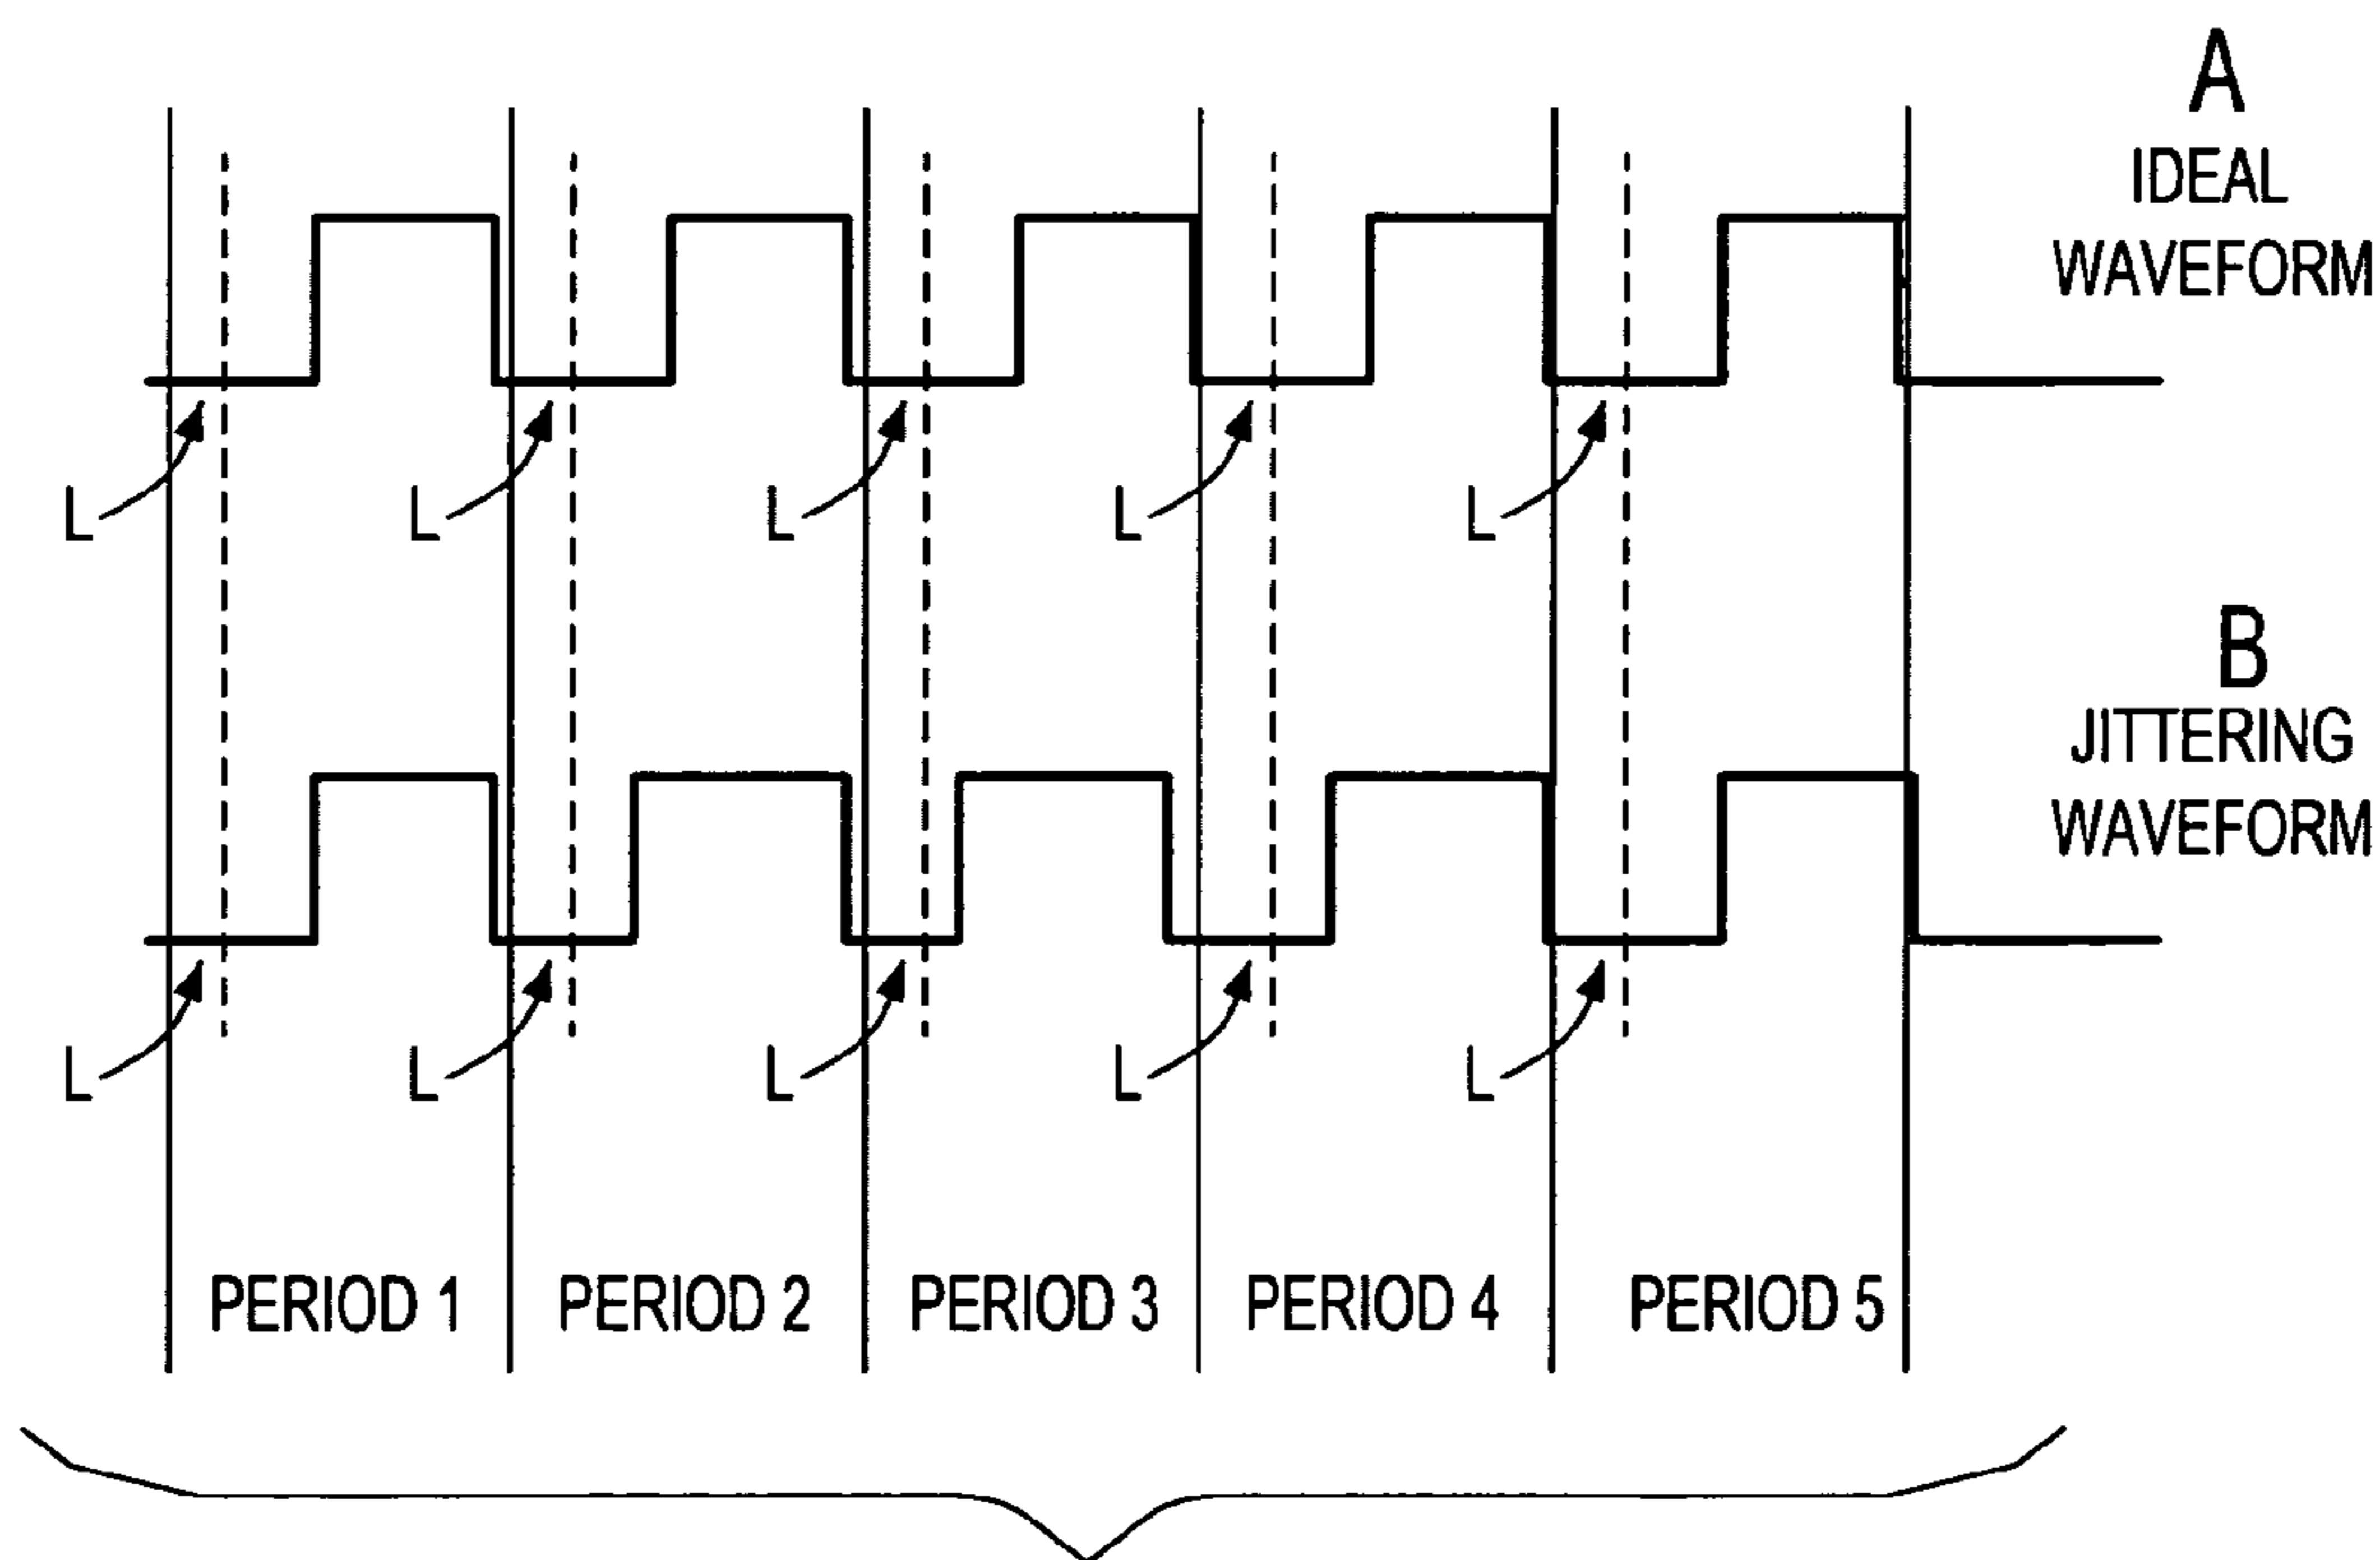 A
IDEAL
WAVEFORM
L L L L L
B
JITTERING
WAVEFORM
L L L L L
PERIOD 1 PERIOD 2 PERIOD 3 PERIOD 4 PERIOD 5